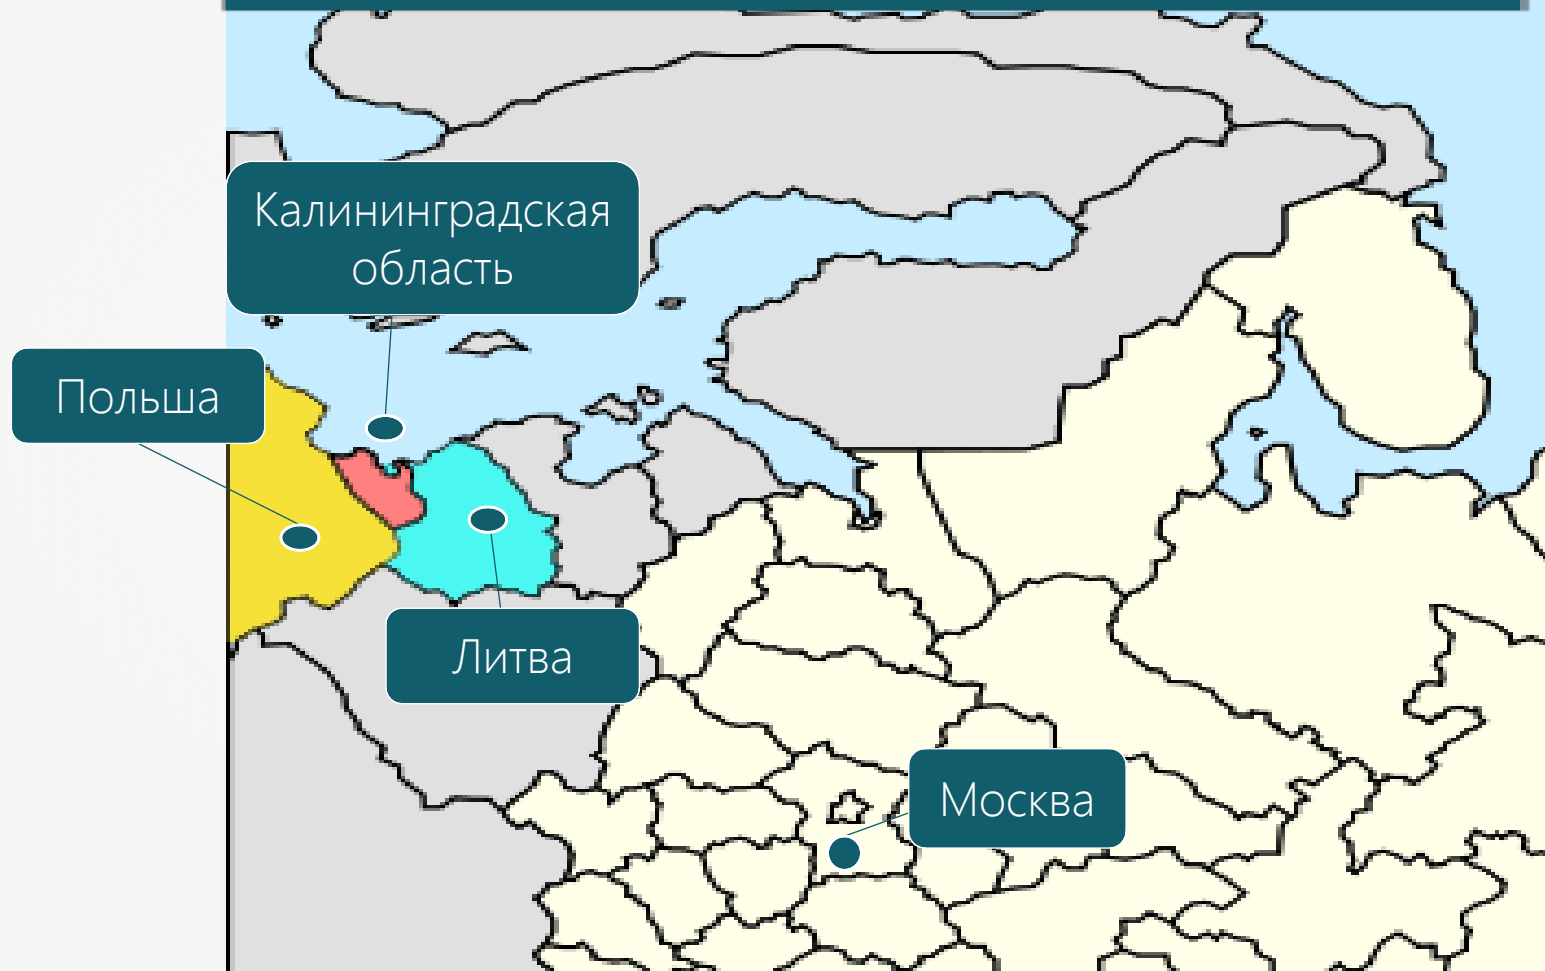 Калининградская
область
Польша
Литва
Москва